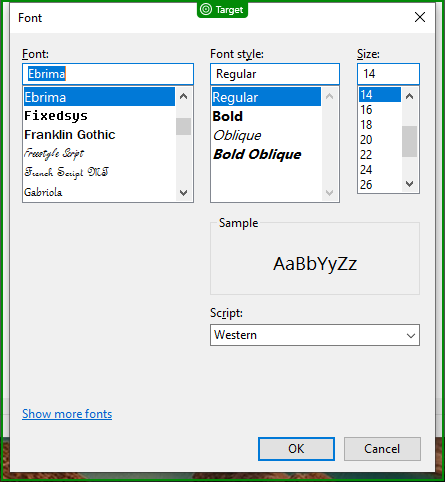 Target
Font
Font: Font style: Size:
Ebrima Regular 14
Ebrima
Fixedsys
Franklin Gothic
Freestyle Script
French Script MT
Gabriola
Regular
Bold
Oblique
Bold Oblique
14
16
18
20
22
24
26
Sample
AaBbYyZz
Script:
Western
Show more fonts
OK Cancel